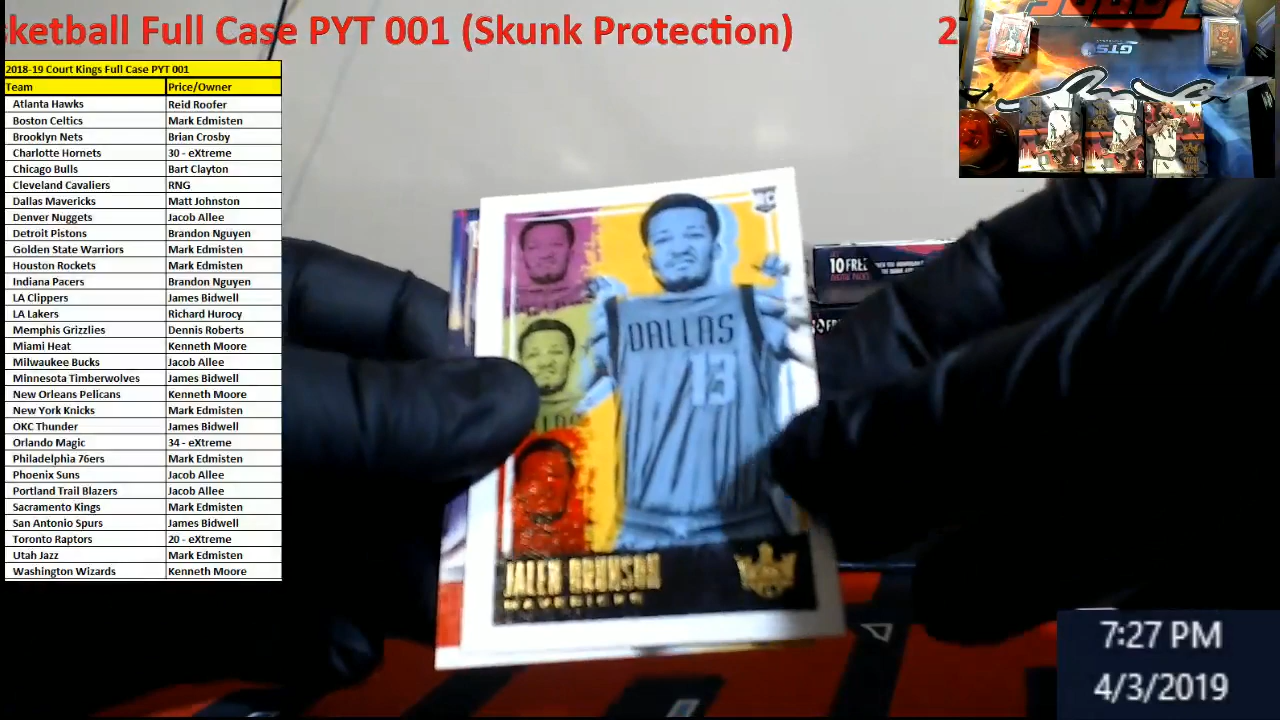 ketball Full Case PYT 001 (Skunk Protection) 2
2018-19 Court Kings Full Case PYT 001
Team Price/Owner
Atlanta Hawks Reid Roofer
Boston Celtics Mark Edmisten
Brooklyn Nets Brian Crosby
Charlotte Hornets 30 - eXtreme
Chicago Bulls Bart Clayton
Cleveland Cavaliers RNG
Dallas Mavericks Matt Johnston
Denver Nuggets Jacob Allee
Detroit Pistons Brandon Nguyen
Golden State Warriors Mark Edmisten
Houston Rockets Mark Edmisten
Indiana Pacers Brandon Nguyen
LA Clippers James Bidwell
LA Lakers Richard Hurocy
Memphis Grizzlies Dennis Roberts
Miami Heat Kenneth Moore
Milwaukee Bucks Jacob Allee
Minnesota Timberwolves James Bidwell
New Orleans Pelicans Kenneth Moore
New York Knicks Mark Edmisten
OKC Thunder James Bidwell
Orlando Magic 34 - eXtreme
Philadelphia 76ers Mark Edmisten
Phoenix Suns Jacob Allee
Portland Trail Blazers Jacob Allee
Sacramento Kings Mark Edmisten
San Antonio Spurs James Bidwell
Toronto Raptors 20 - eXtreme
Utah Jazz Mark Edmisten
Washington Wizards Kenneth Moore
GTS
RC
DALLAS
13
JALEN BRUNSON
MAVERICKS
10 FREE
7:27 PM
4/3/2019